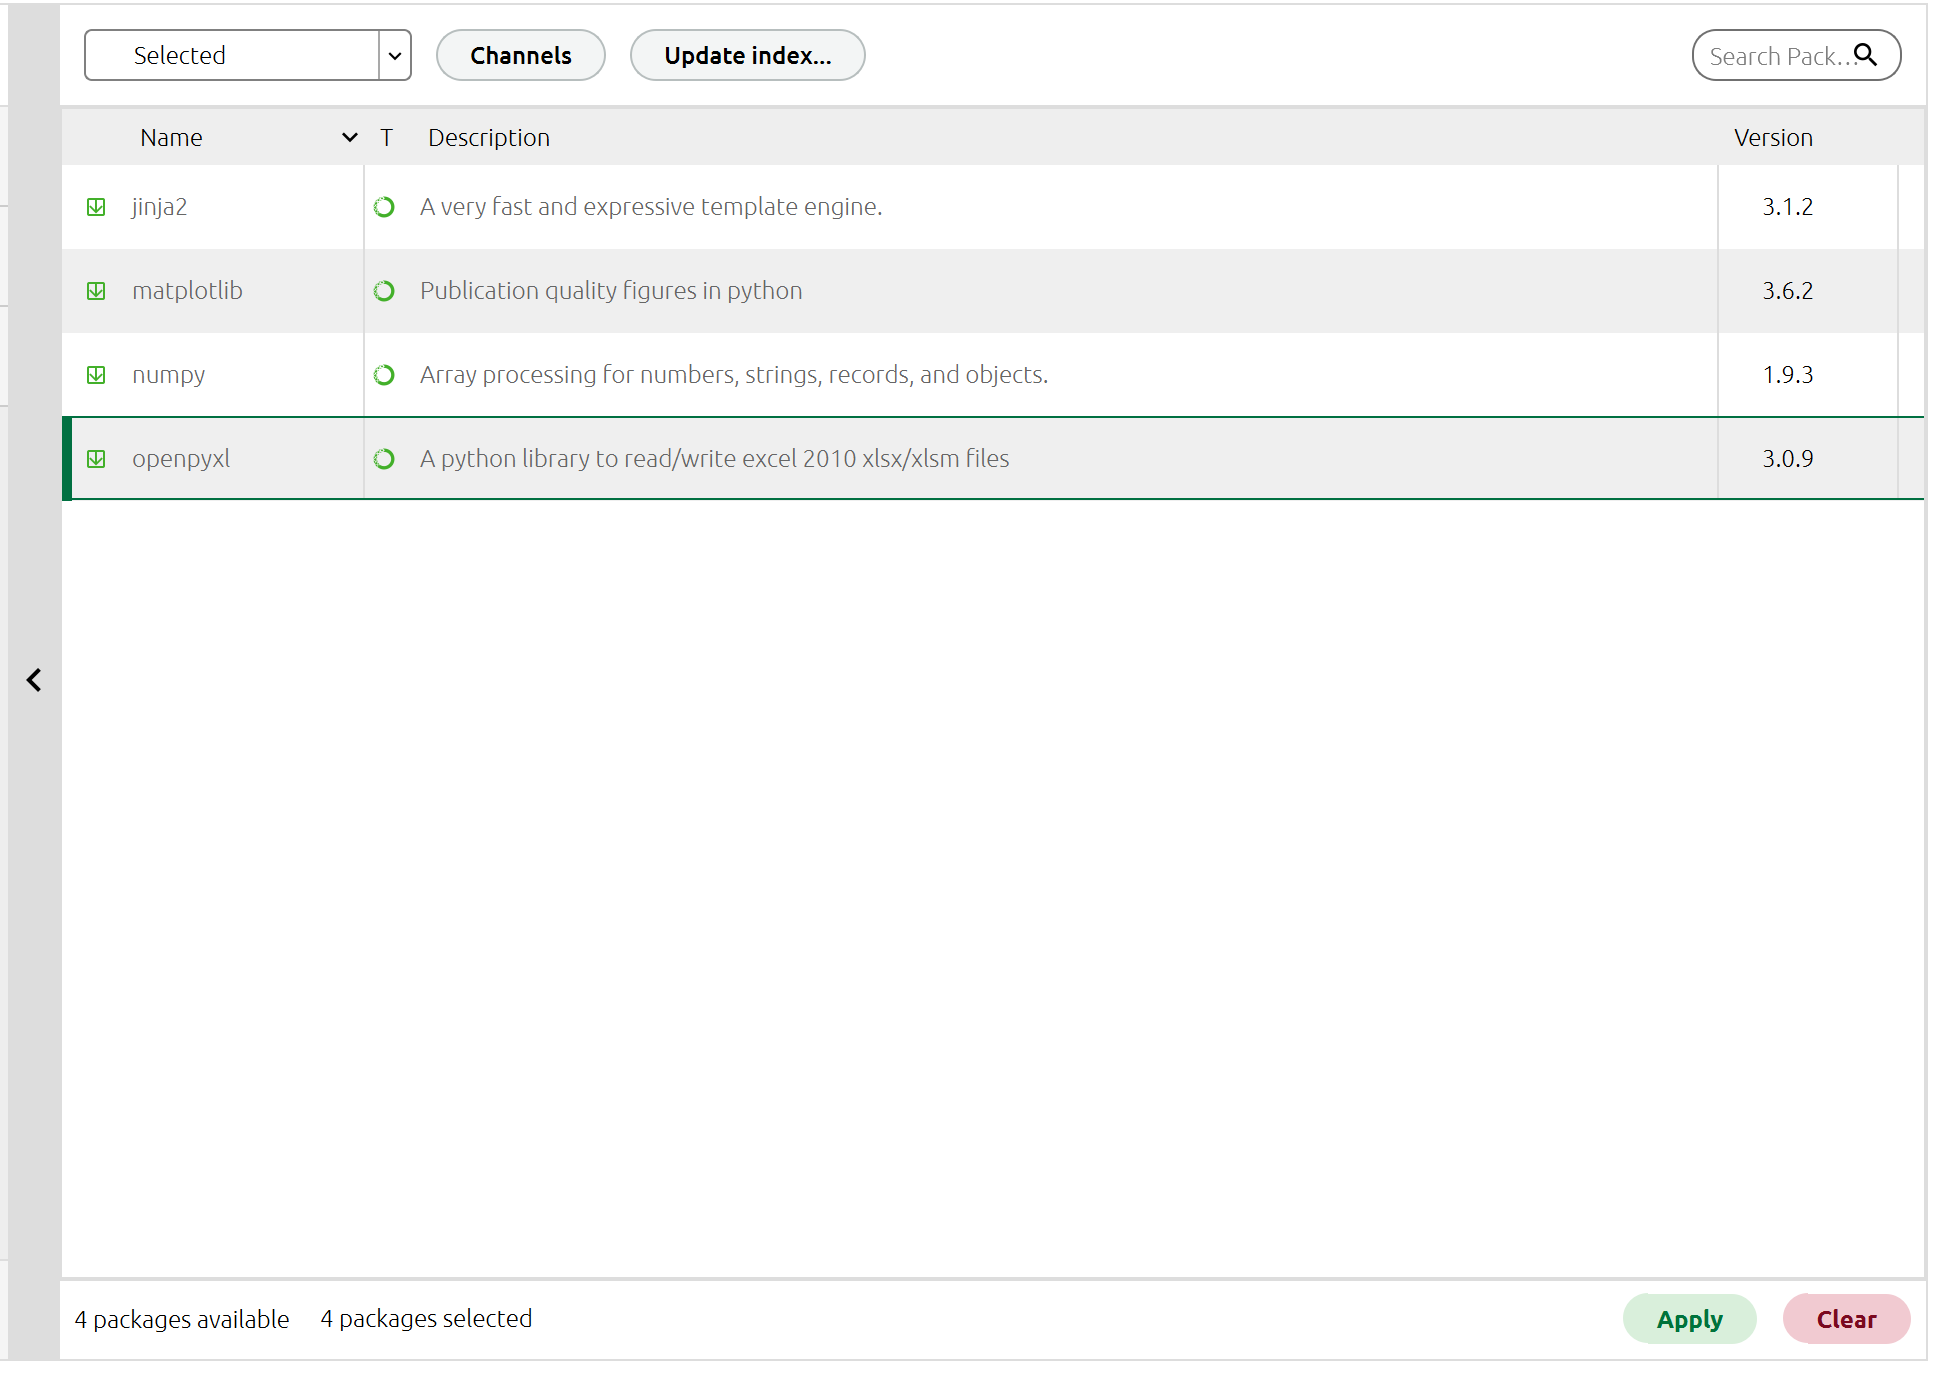 Selected Channels Update index... Search Pack...
Name T Description Version
jinja2 A very fast and expressive template engine. 3.1.2
matplotlib Publication quality figures in python 3.6.2
numpy Array processing for numbers, strings, records, and objects. 1.9.3
openpyxl A python library to read/write excel 2010 xlsx/xlsm files 3.0.9
4 packages available 4 packages selected Apply Clear